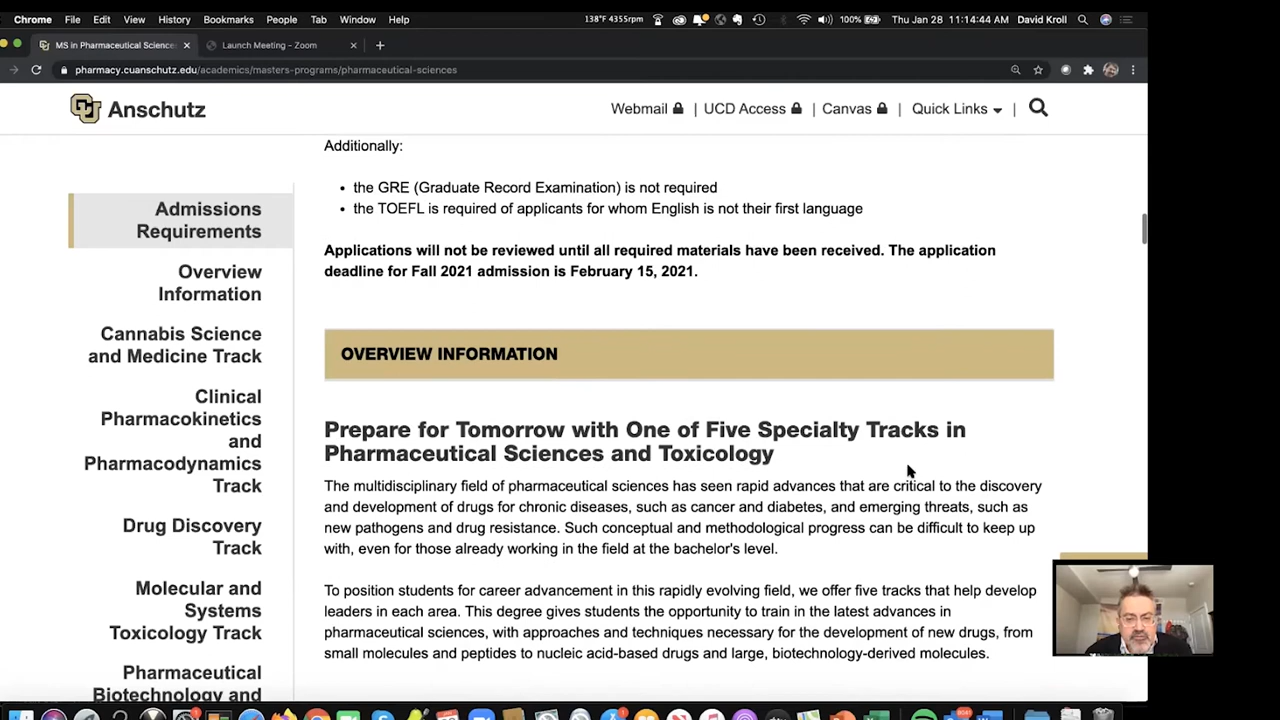 Chrome File Edit View History Bookmarks People Tab Window Help 138°F 4355rpm 100% Thu Jan 28 11:14:44 AM David Kroll
MS in Pharmaceutical Science Launch Meeting - Zoom
pharmacy.cuanschutz.edu/academics/masters-programs/pharmaceutical-sciences
Anschutz Webmail | UCD Access | Canvas | Quick Links |
Additionally:
• the GRE (Graduate Record Examination) is not required
• the TOEFL is required of applicants for whom English is not their first language
Applications will not be reviewed until all required materials have been received. The application
deadline for Fall 2021 admission is February 15, 2021.
Admissions
Requirements
Overview
Information
Cannabis Science
and Medicine Track
Clinical
Pharmacokinetics
and
Pharmacodynamics
Track
Drug Discovery
Track
Molecular and
Systems
Toxicology Track
Pharmaceutical
Biotechnology and
OVERVIEW INFORMATION
Prepare for Tomorrow with One of Five Specialty Tracks in
Pharmaceutical Sciences and Toxicology
The multidisciplinary field of pharmaceutical sciences has seen rapid advances that are critical to the discovery
and development of drugs for chronic diseases, such as cancer and diabetes, and emerging threats, such as
new pathogens and drug resistance. Such conceptual and methodological progress can be difficult to keep up
with, even for those already working in the field at the bachelor's level.
To position students for career advancement in this rapidly evolving field, we offer five tracks that help develop
leaders in each area. This degree gives students the opportunity to train in the latest advances in
pharmaceutical sciences, with approaches and techniques necessary for the development of new drugs, from
small molecules and peptides to nucleic acid-based drugs and large, biotechnology-derived molecules.